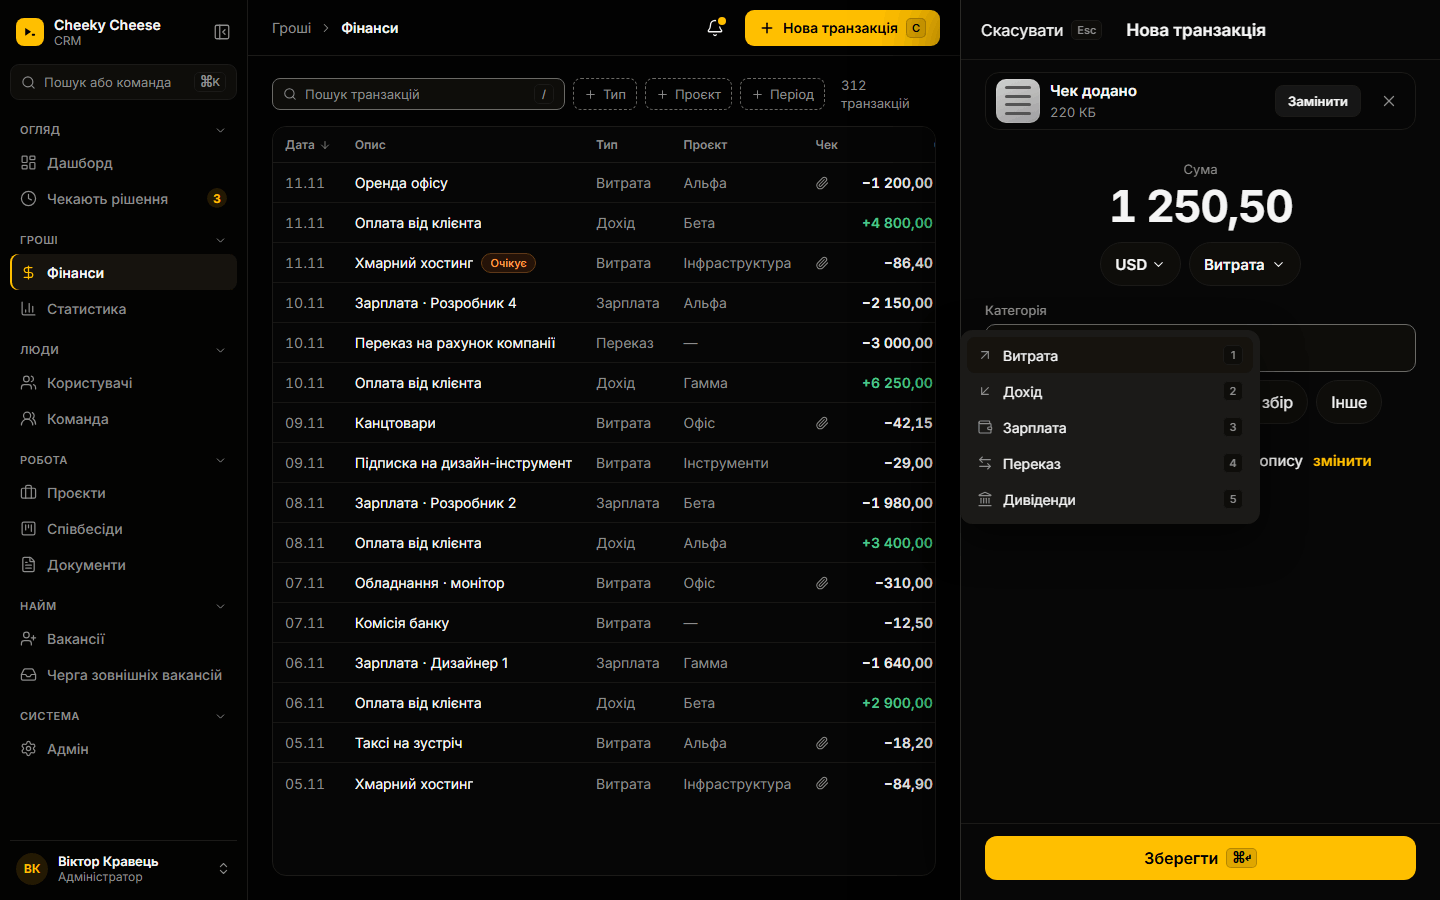 Cheeky Cheese
CRM
Пошук або команда ⌘K
ОГЛЯД
Дашборд
Чекають рішення 3
ГРОШІ
Фінанси
Статистика
ЛЮДИ
Користувачі
Команда
РОБОТА
Проєкти
Співбесіди
Документи
НАЙМ
Вакансії
Черга зовнішніх вакансій
СИСТЕМА
Адмін
ВК Віктор Кравець
Адміністратор
Гроші > Фінанси
+ Нова транзакція C
Пошук транзакцій /
+ Тип
+ Проєкт
+ Період
312 транзакцій
Дата ↓ Опис Тип Проєкт Чек
11.11 Оренда офісу Витрата Альфа −1 200,00
11.11 Оплата від клієнта Дохід Бета +4 800,00
11.11 Хмарний хостинг Очікує Витрата Інфраструктура −86,40
10.11 Зарплата · Розробник 4 Зарплата Альфа −2 150,00
10.11 Переказ на рахунок компанії Переказ — −3 000,00
10.11 Оплата від клієнта Дохід Гамма +6 250,00
09.11 Канцтовари Витрата Офіс −42,15
09.11 Підписка на дизайн-інструмент Витрата Інструменти −29,00
08.11 Зарплата · Розробник 2 Зарплата Бета −1 980,00
08.11 Оплата від клієнта Дохід Альфа +3 400,00
07.11 Обладнання · монітор Витрата Офіс −310,00
07.11 Комісія банку Витрата — −12,50
06.11 Зарплата · Дизайнер 1 Зарплата Гамма −1 640,00
06.11 Оплата від клієнта Дохід Бета +2 900,00
05.11 Таксі на зустріч Витрата Альфа −18,20
05.11 Хмарний хостинг Витрата Інфраструктура −84,90
Скасувати Esc Нова транзакція
Чек додано
220 КБ
Замінити
Сума
1 250,50
USD
Витрата
Категорія
Витрата 1
Дохід 2
Зарплата 3
Переказ 4
Дивіденди 5
збір Інше
опису змінити
Зберегти ⌘↵